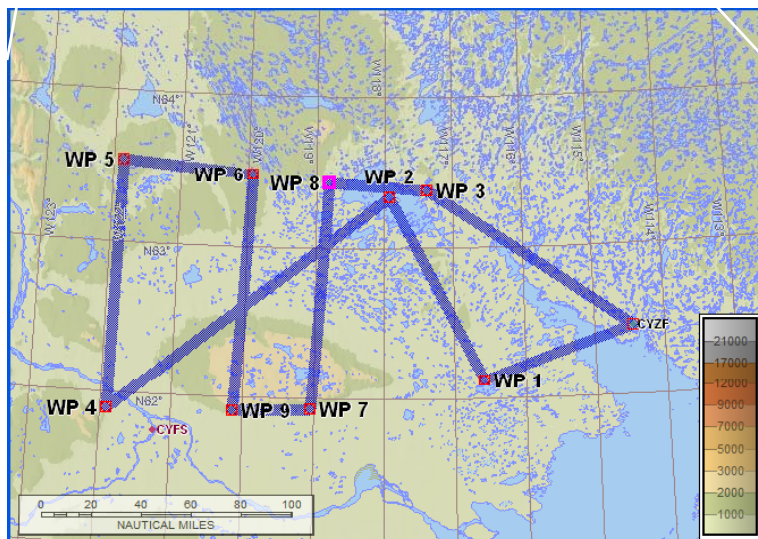 W118°
N64°
W121°
W120°
W119°
W117°
W116°
W115°
WP 5
WP 6
WP 8
WP 2
WP 3
W123°
W122°
W114°
W113°
N63°
CYZF
WP 1
WP 4
N62°
WP 9
WP 7
CYFS
0 20 40 60 80 100
NAUTICAL MILES
21000
17000
12000
9000
7000
5000
3000
2000
1000